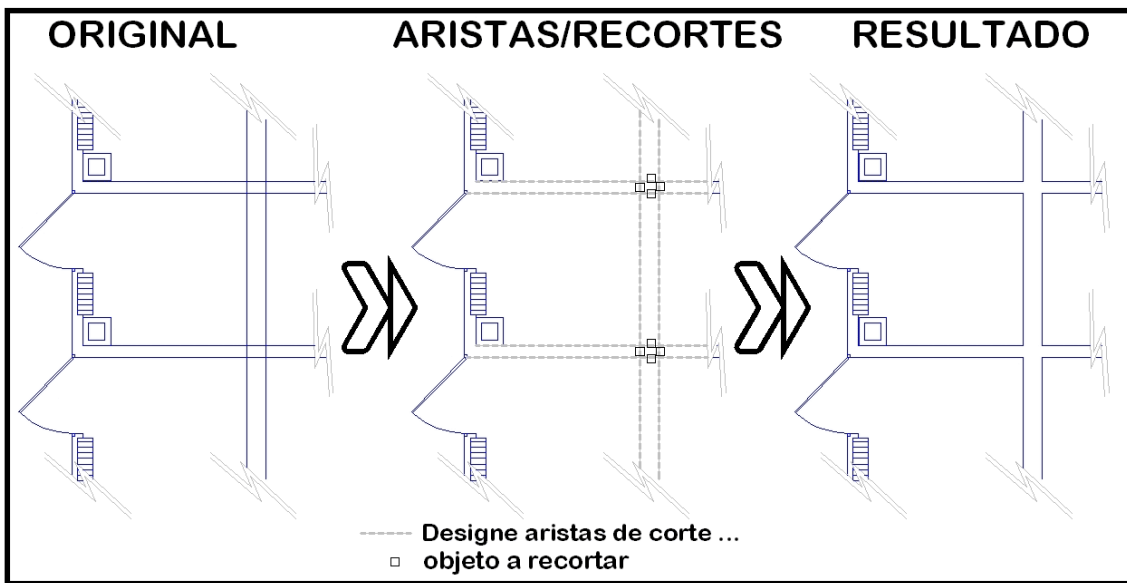 ORIGINAL
ARISTAS/RECORTES
RESULTADO
Designe aristas de corte ...
objeto a recortar